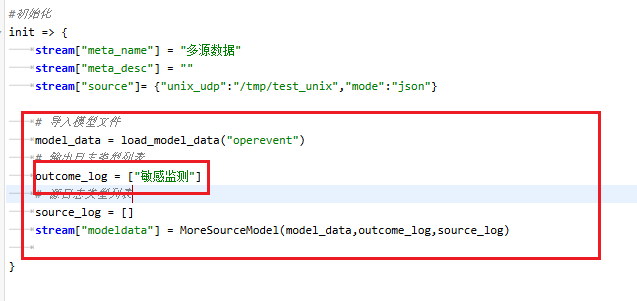 #初始化
init => {
stream["meta_name"] = "多源数据"
stream["meta_desc"] = ""
stream["source"]= {"unix_udp":"/tmp/test_unix","mode":"json"}
# 导入模型文件
model_data = load_model_data("operevent")
# 输出日志类型列表
outcome_log = ["敏感监测"]
# 源日志类型列表
source_log = []
stream["modeldata"] = MoreSourceModel(model_data,outcome_log,source_log)
}